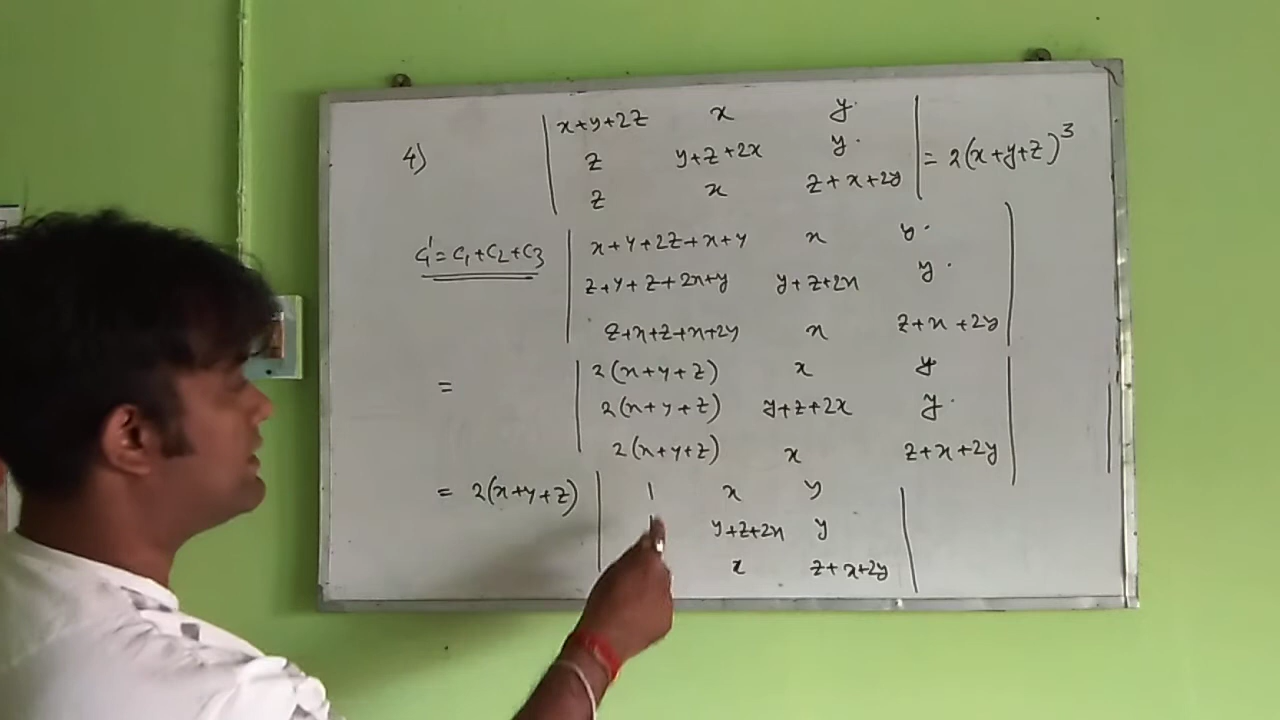 4) | x+y+2z x y | = 2(x+y+z)³
| z y+z+2x y |
| z x z+x+2y |
C₁' = C₁+C₂+C₃ | x+y+2z+x+y x y |
| z+y+z+2x+y y+z+2x y |
| z+x+z+x+2y x z+x+2y |
= | 2(x+y+z) x y |
| 2(x+y+z) y+z+2x y |
| 2(x+y+z) x z+x+2y |
= 2(x+y+z) | 1 x y |
| y+z+2x y |
| x z+x+2y |